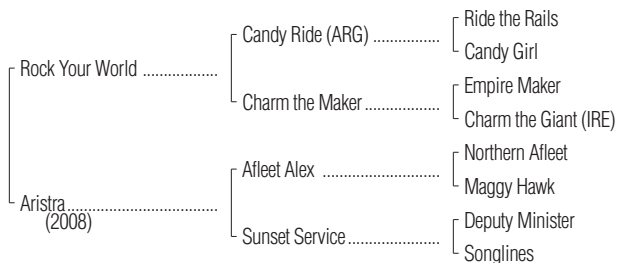 Ride the Rails
Candy Ride (ARG) ................
Candy Girl
Rock Your World ..................
Empire Maker
Charm the Maker ..................
Charm the Giant (IRE)
Northern Afleet
Afleet Alex ............................
Maggy Hawk
Aristra....................................
(2008)
Deputy Minister
Sunset Service......................
Songlines